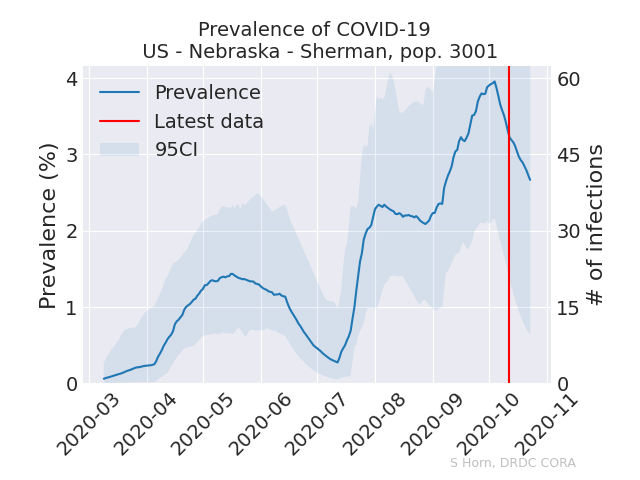 Prevalence of COVID-19
US - Nebraska - Sherman, pop. 3001
Prevalence
Latest data
95CI
Prevalence (%)
4
3
2
1
0
# of infections
60
45
30
15
0
2020-03
2020-04
2020-05
2020-06
2020-07
2020-08
2020-09
2020-10
2020-11
S Horn, DRDC CORA